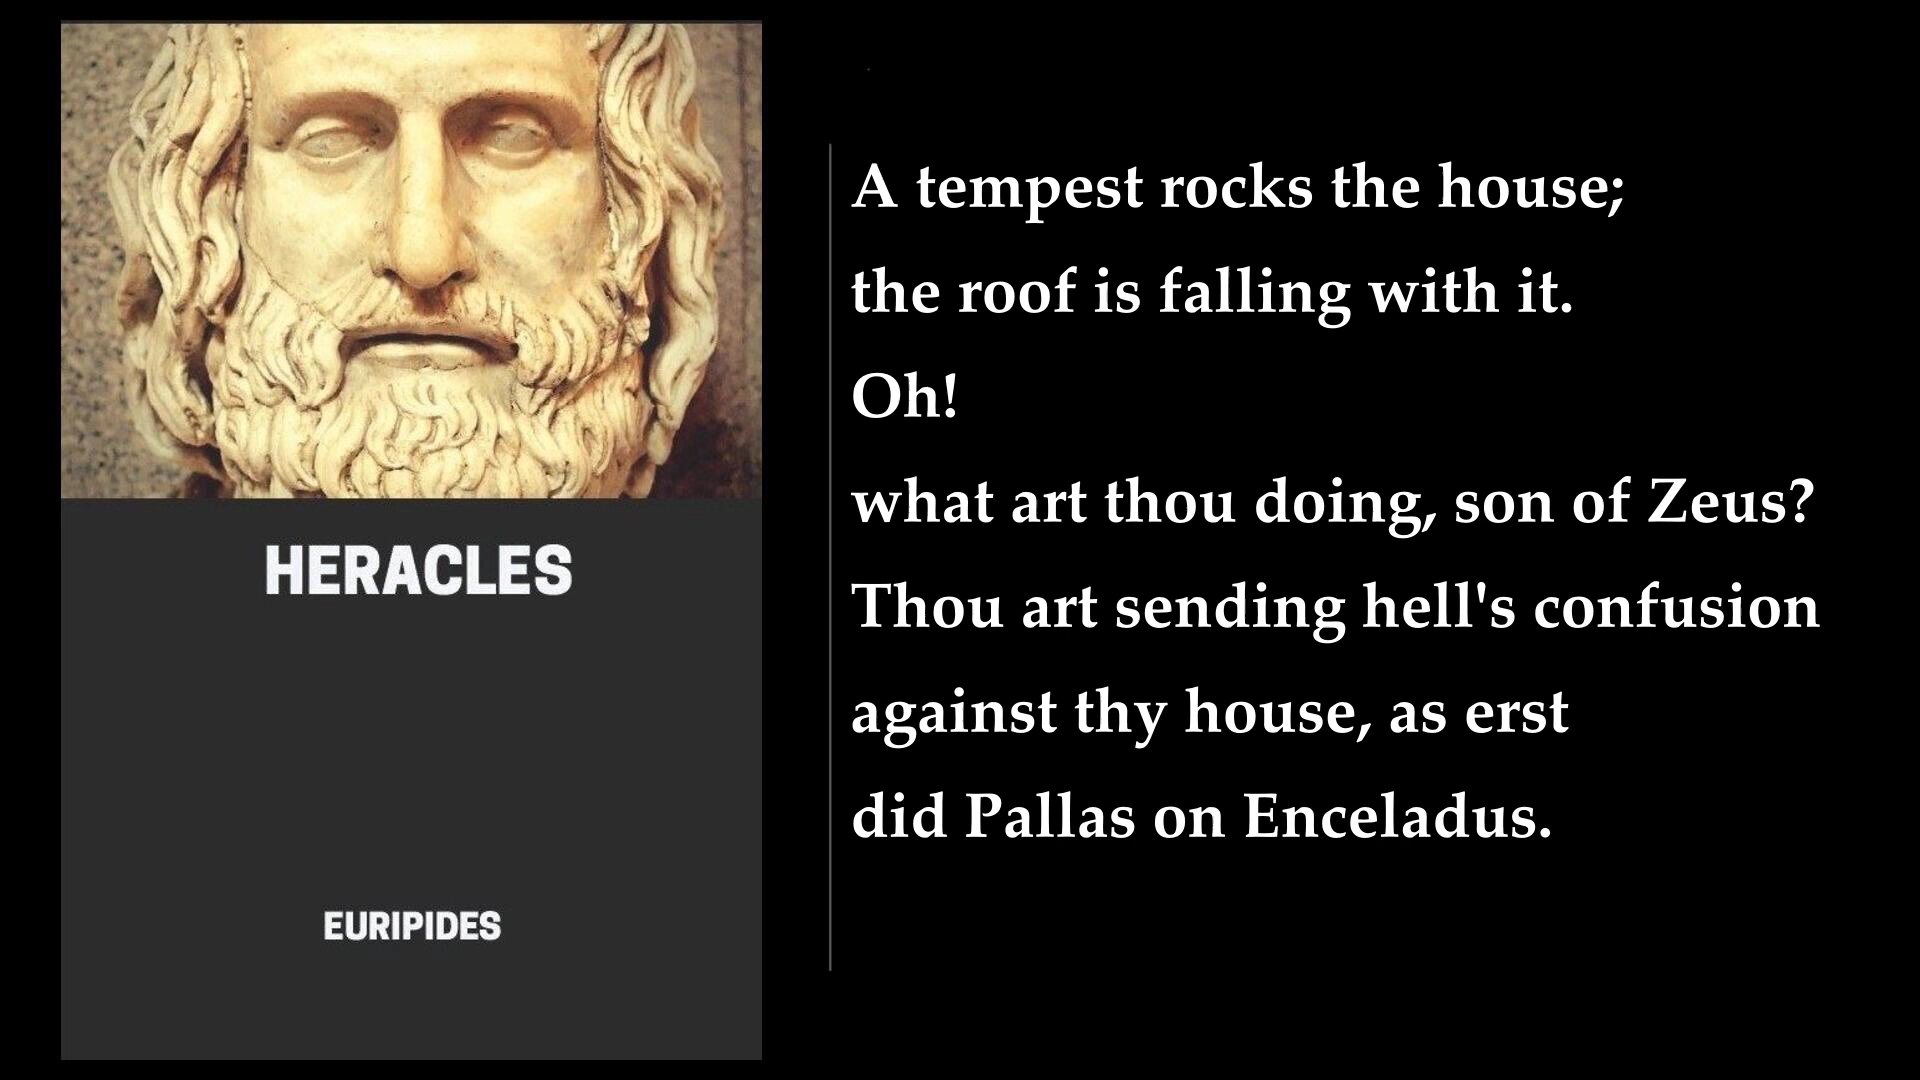 HERACLES
EURIPIDES
A tempest rocks the house;
the roof is falling with it.
Oh!
what art thou doing, son of Zeus?
Thou art sending hell's confusion
against thy house, as erst
did Pallas on Enceladus.